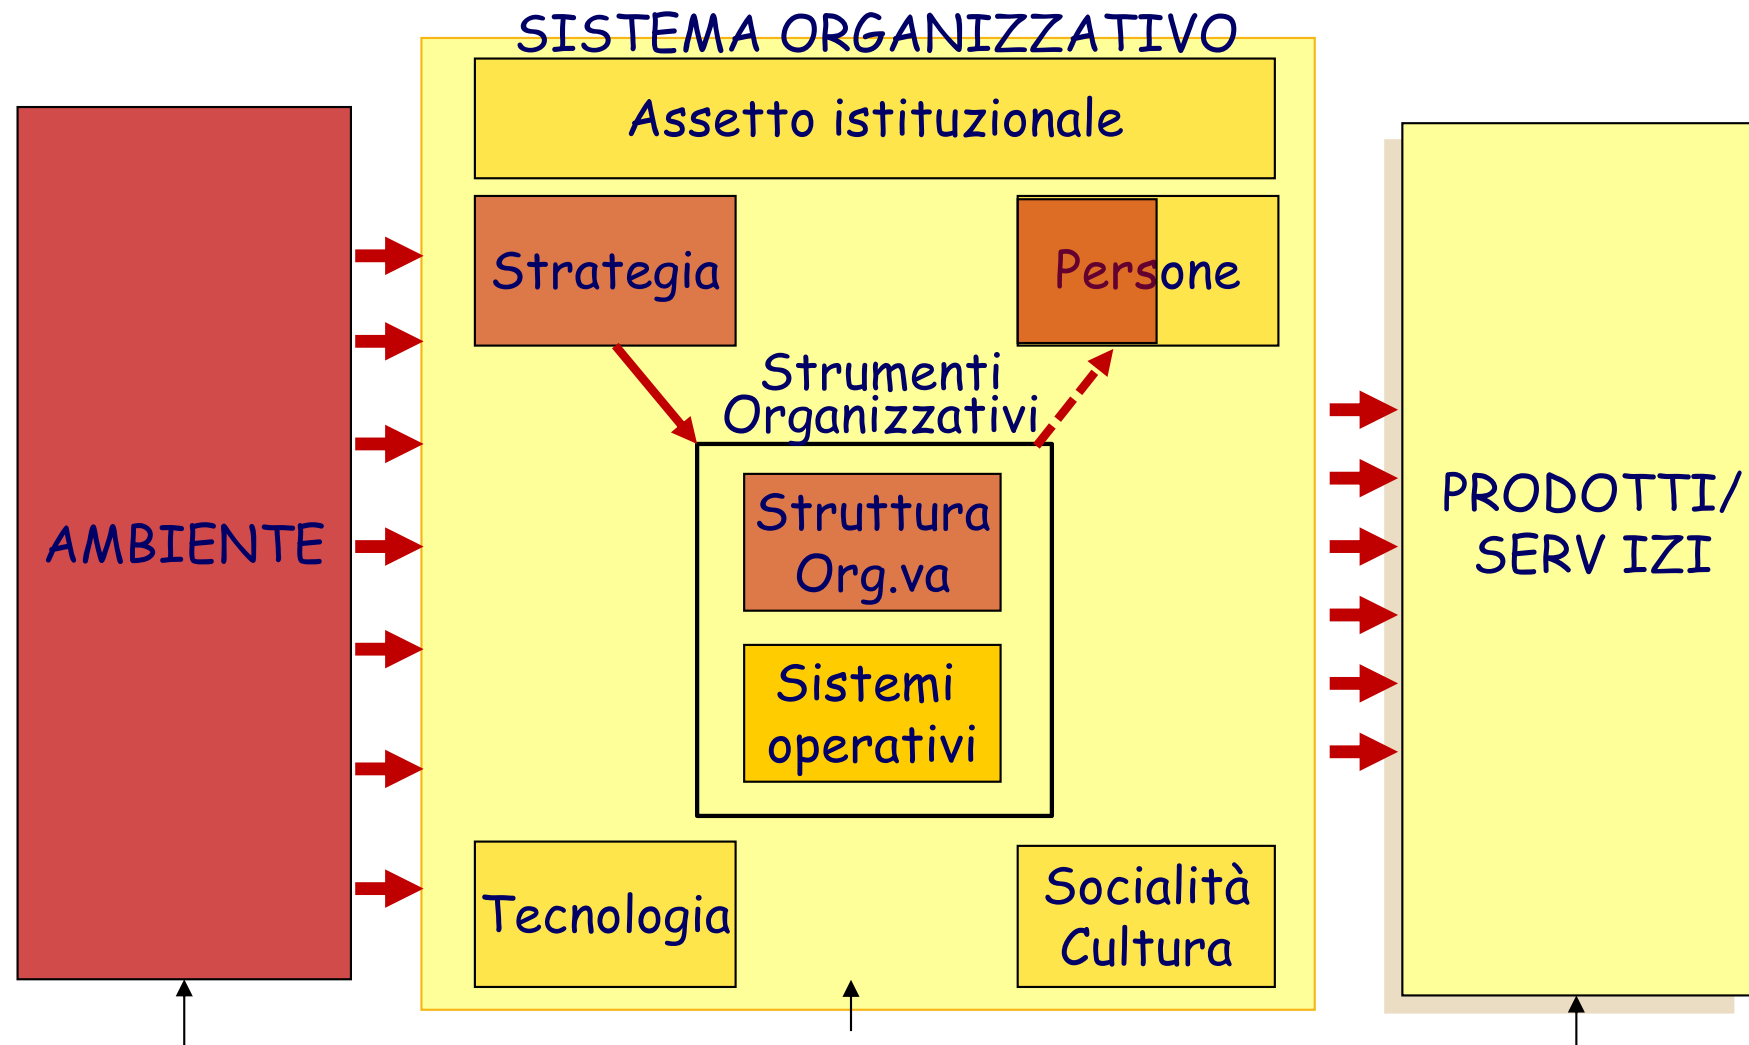 SISTEMA ORGANIZZATIVO
Assetto istituzionale
Strategia
Persone
Strumenti
Organizzativi
AMBIENTE
Struttura
Org.va
Sistemi
operativi
PRODOTTI/
SERV IZI
Tecnologia
Socialità
Cultura